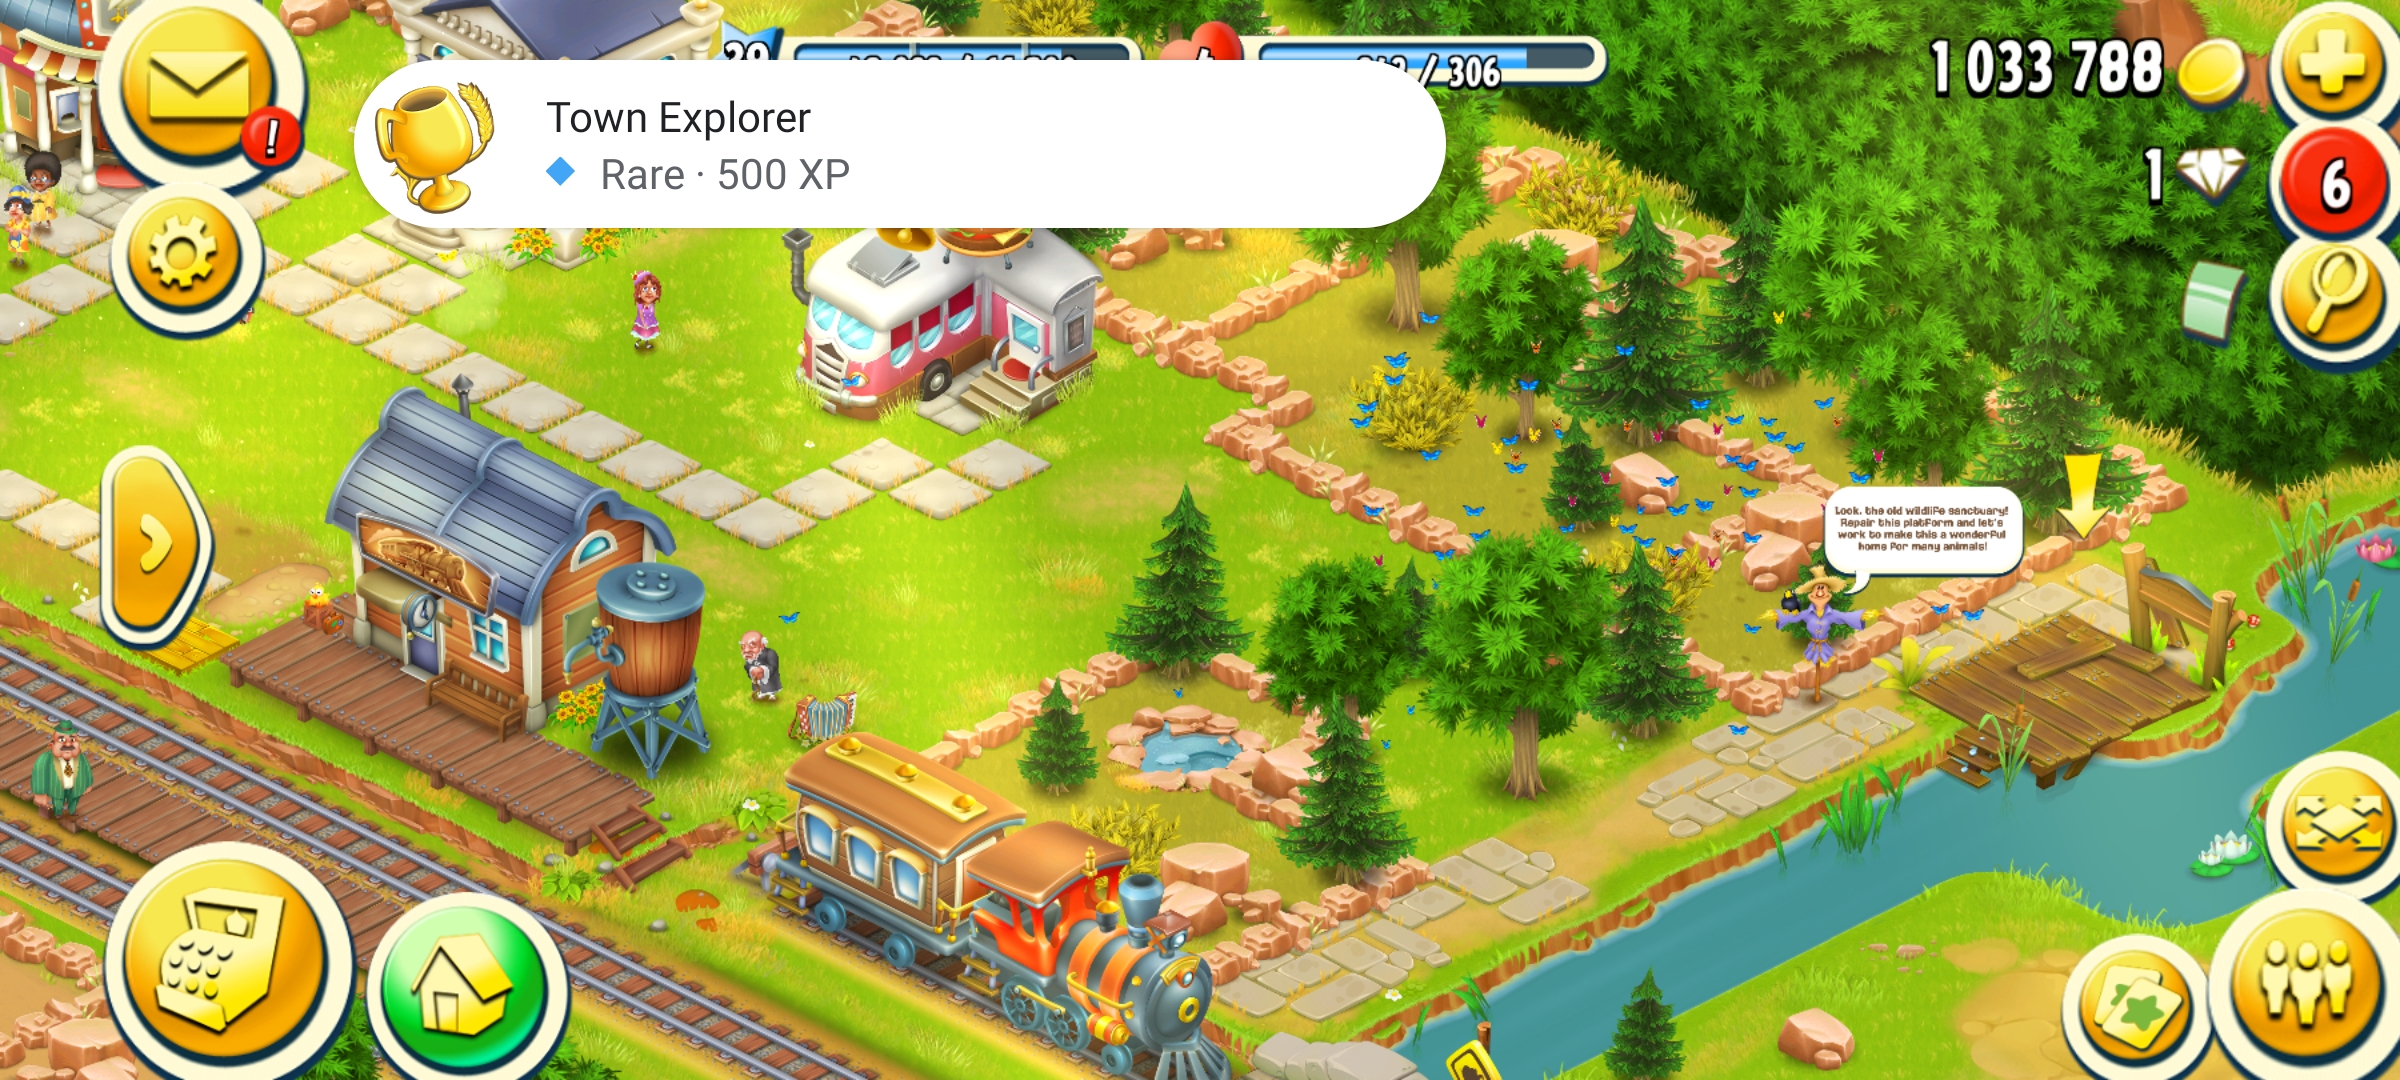 Town Explorer
Rare · 500 XP
/ 306
1 033 788
1
6
!
Look, the old wildlife sanctuary!
Repair this platform and let's
work to make this a wonderful
home for many animals!